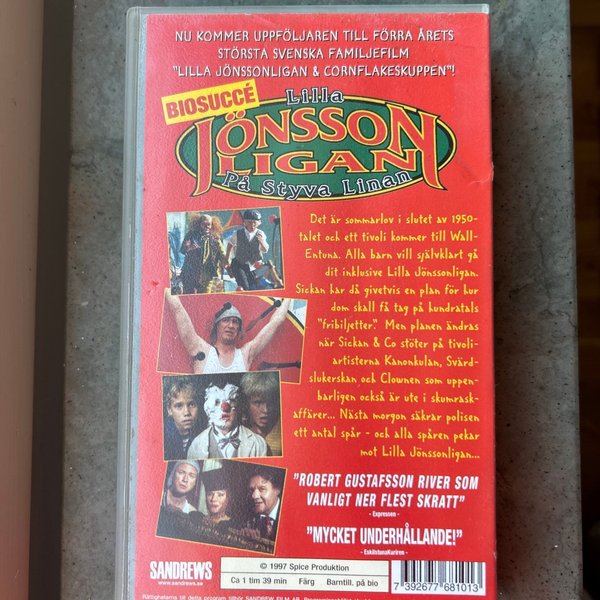 NU KOMMER UPPFÖLJAREN TILL FÖRRA ÅRETS
STÖRSTA SVENSKA FAMILJEFILM
"LILLA JÖNSSONLIGAN & CORNFLAKESKUPPEN"!
BIOSUCCÉ
Lilla
JÖNSSON
LIGAN
På Styva Linan
Det är sommarlov i slutet av 1950-
talet och ett tivoli kommer till Wall-
Entuna. Alla barn vill självklart gå
dit inklusive Lilla Jönssonligan.
Sickan har då givetvis en plan för hur
dom skall få tag på hundratals
"fribiljetter". Men planen ändras
när Sickan & Co stöter på tivoli-
artisterna Kanonkulan, Svärd-
slukerskan och Clownen som uppen-
barligen också är ute i skumrask-
affärer... Nästa morgon säkrar polisen
ett antal spår - och alla spåren pekar
mot Lilla Jönssonligan...
"ROBERT GUSTAFSSON RIVER SOM
VANLIGT NER FLEST SKRATT"
- Expressen -
"MYCKET UNDERHÅLLANDE!"
- EskilstunaKuriren -
SANDREWS
www.sandrews.se
© 1997 Spice Produktion
Ca 1 tim 39 min Färg Barntill. på bio
7 392677 681013